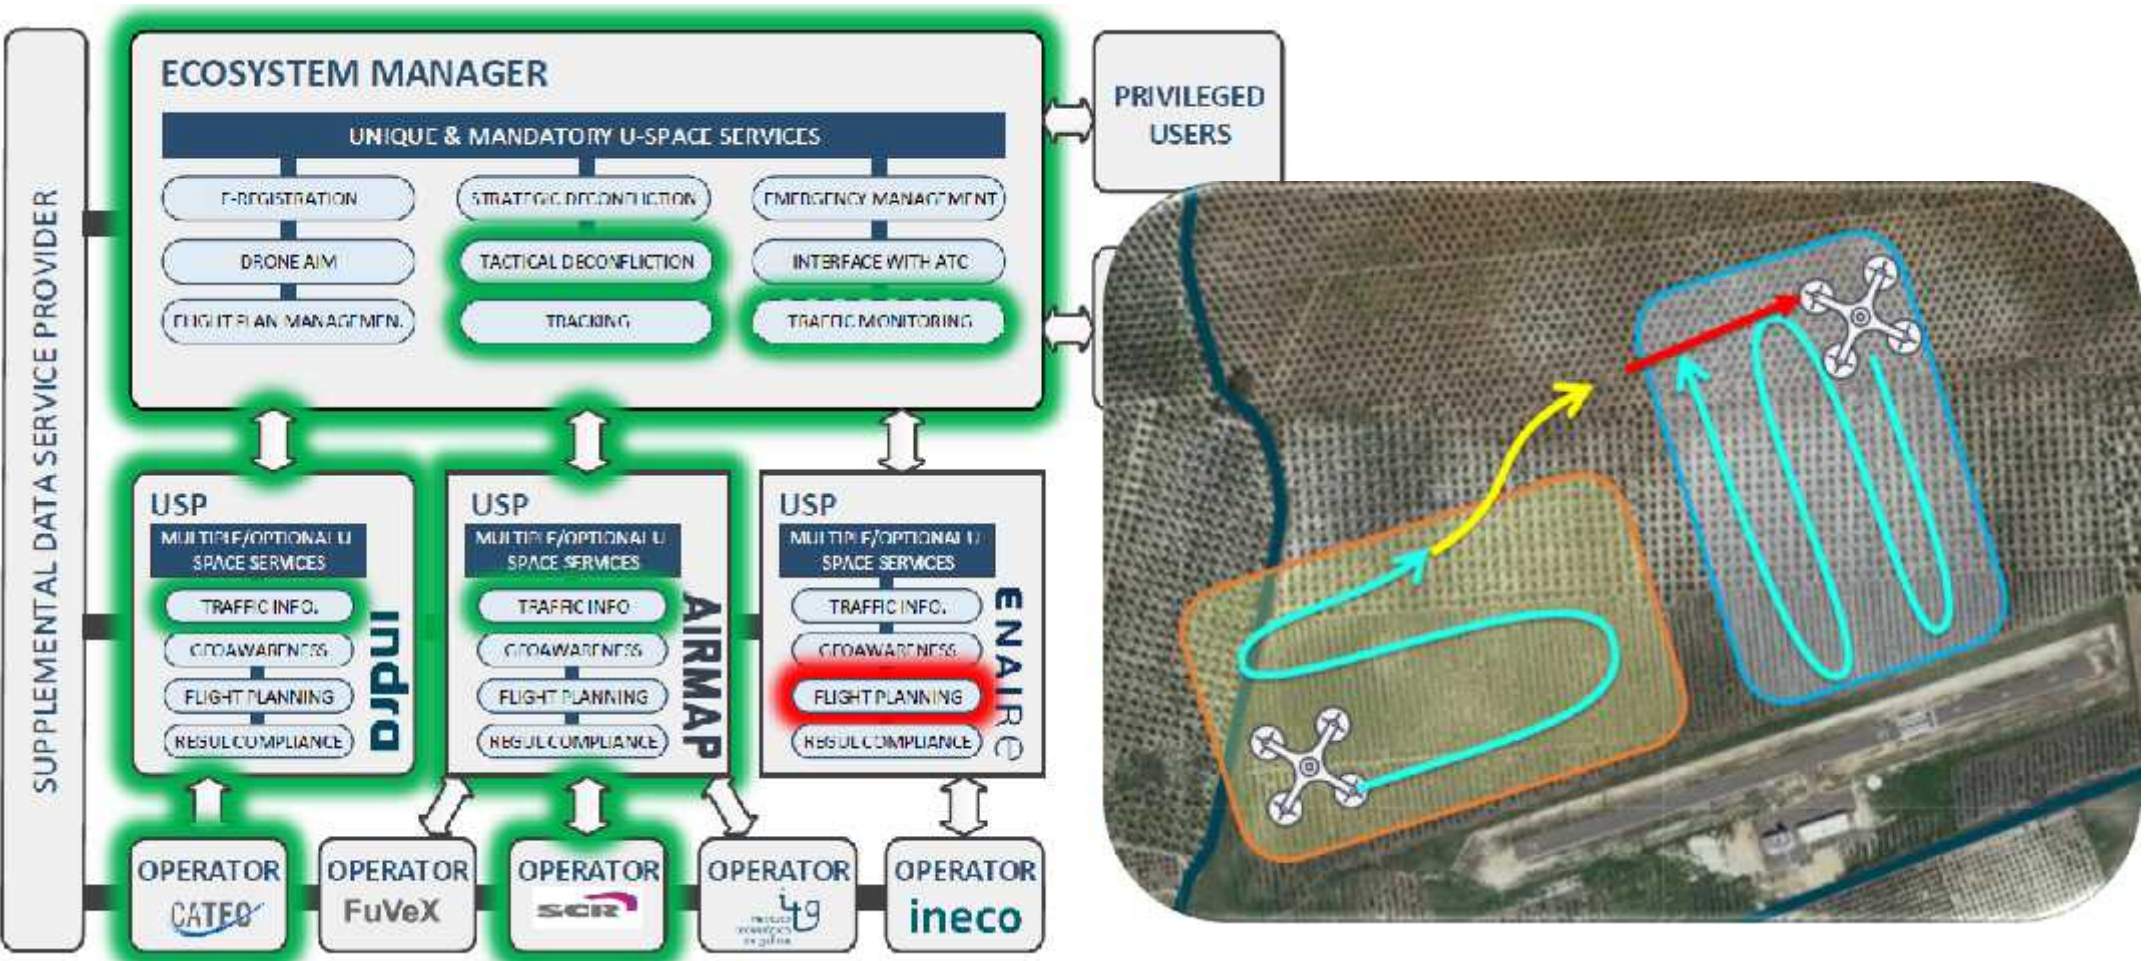 SUPPLEMENTAL DATA SERVICE PROVIDER
ECOSYSTEM MANAGER
UNIQUE & MANDATORY U-SPACE SERVICES
E-REGISTRATION
DRONE AIM
FLIGHT PLAN MANAGEMEN.
STRATEGIC DECONFLICTION
TACTICAL DECONFLICTION
TRACKING
EMERGENCY MANAGEMENT
INTERFACE WITH ATC
TRAFFIC MONITORING
PRIVILEGED
USERS
USP
MULTIPLE/OPTIONAL U
SPACE SERVICES
TRAFFIC INFO.
GEOAWARENESS
FLIGHT PLANNING
REGUL COMPLIANCE
indra
USP
MULTIPLE/OPTIONAL U
SPACE SERVICES
TRAFFIC INFO
GEOAWARENESS
FLIGHT PLANNING
REGUL COMPLIANCE
AIRMAP
USP
MULTIPLE/OPTIONAL U
SPACE SERVICES
TRAFFIC INFO.
GEOAWARENESS
FLIGHT PLANNING
REGUL COMPLIANCE
ENAIRe
OPERATOR
CATEC
OPERATOR
FuVeX
OPERATOR
SCR
OPERATOR
itg
OPERATOR
ineco